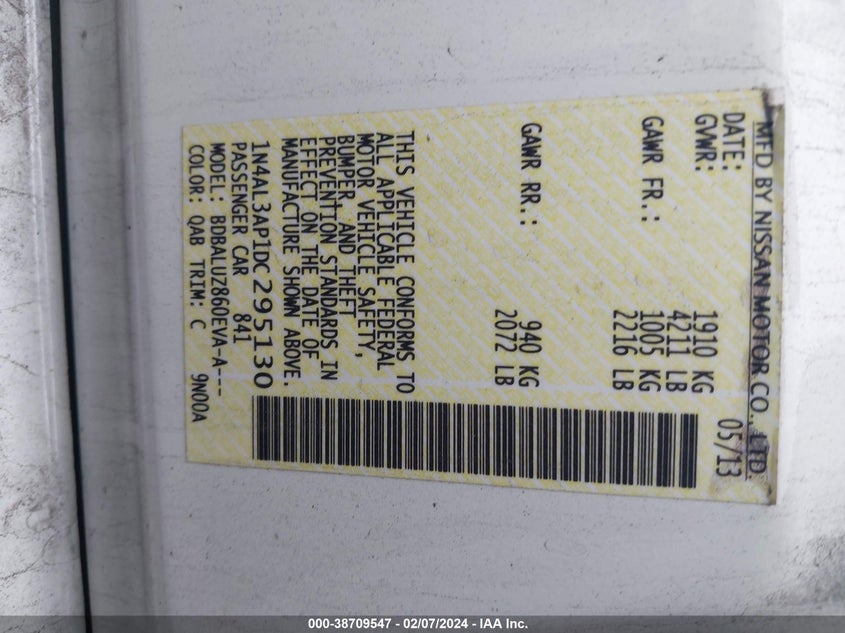 MFD BY NISSAN MOTOR CO., LTD.
DATE: 05/13
GVWR: 1910 KG
4211 LB
GAWR FR.: 1005 KG
2216 LB
GAWR RR.: 940 KG
2072 LB
THIS VEHICLE CONFORMS TO
ALL APPLICABLE FEDERAL
MOTOR VEHICLE SAFETY,
BUMPER, AND THEFT
PREVENTION STANDARDS IN
EFFECT ON THE DATE OF
MANUFACTURE SHOWN ABOVE.
1N4AL3AP1DC295130
PASSENGER CAR 841
MODEL: BDBALUZ860EVA-A---
COLOR: QAB TRIM: C 9N00A
000-38709547 - 02/07/2024 - IAA Inc.